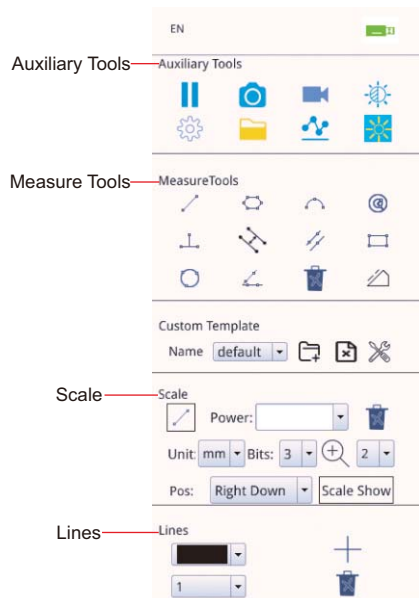 EN
Auxiliary Tools
Auxiliary Tools
Measure Tools
MeasureTools
Custom Template
Name default
Scale
Scale
Power:
Unit: mm Bits: 3 2
Pos: Right Down Scale Show
Lines
Lines
1